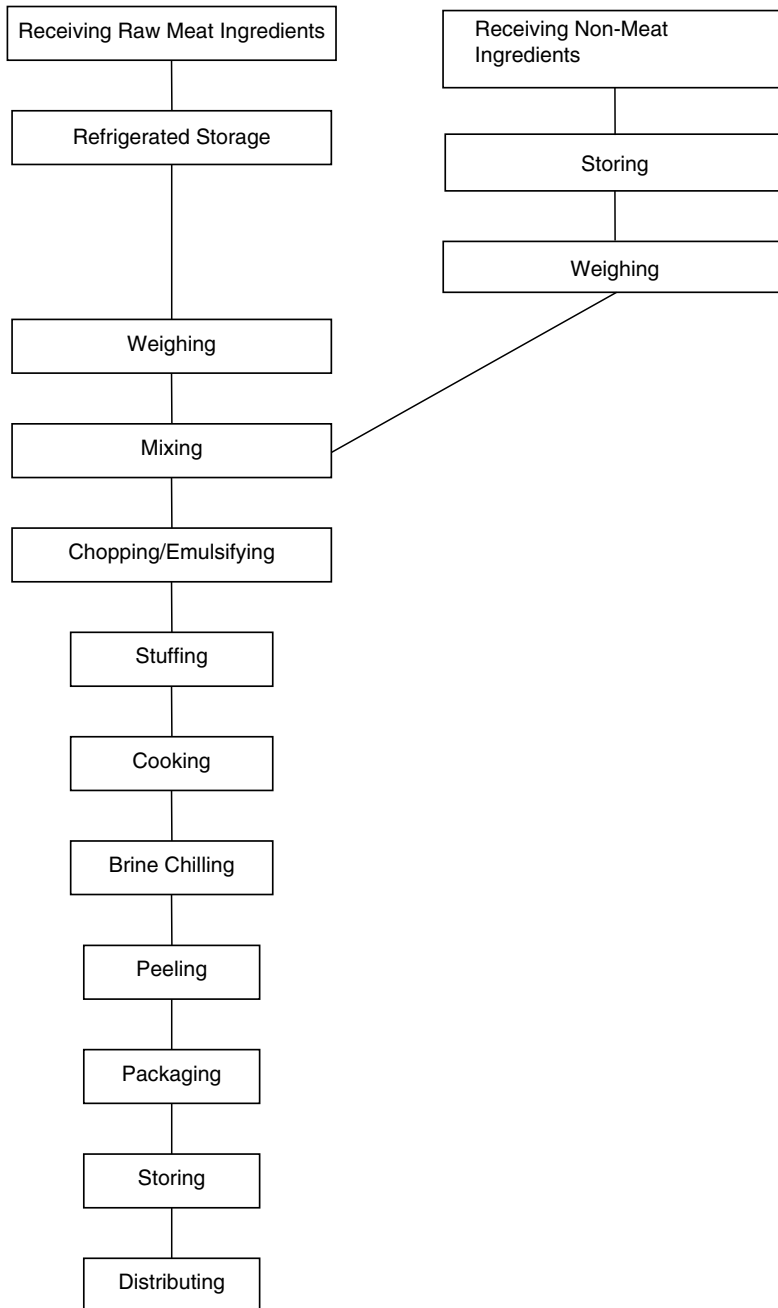 Receiving Raw Meat Ingredients
Receiving Non-Meat
Ingredients
Refrigerated Storage
Storing
Weighing
Weighing
Mixing
Chopping/Emulsifying
Stuffing
Cooking
Brine Chilling
Peeling
Packaging
Storing
Distributing